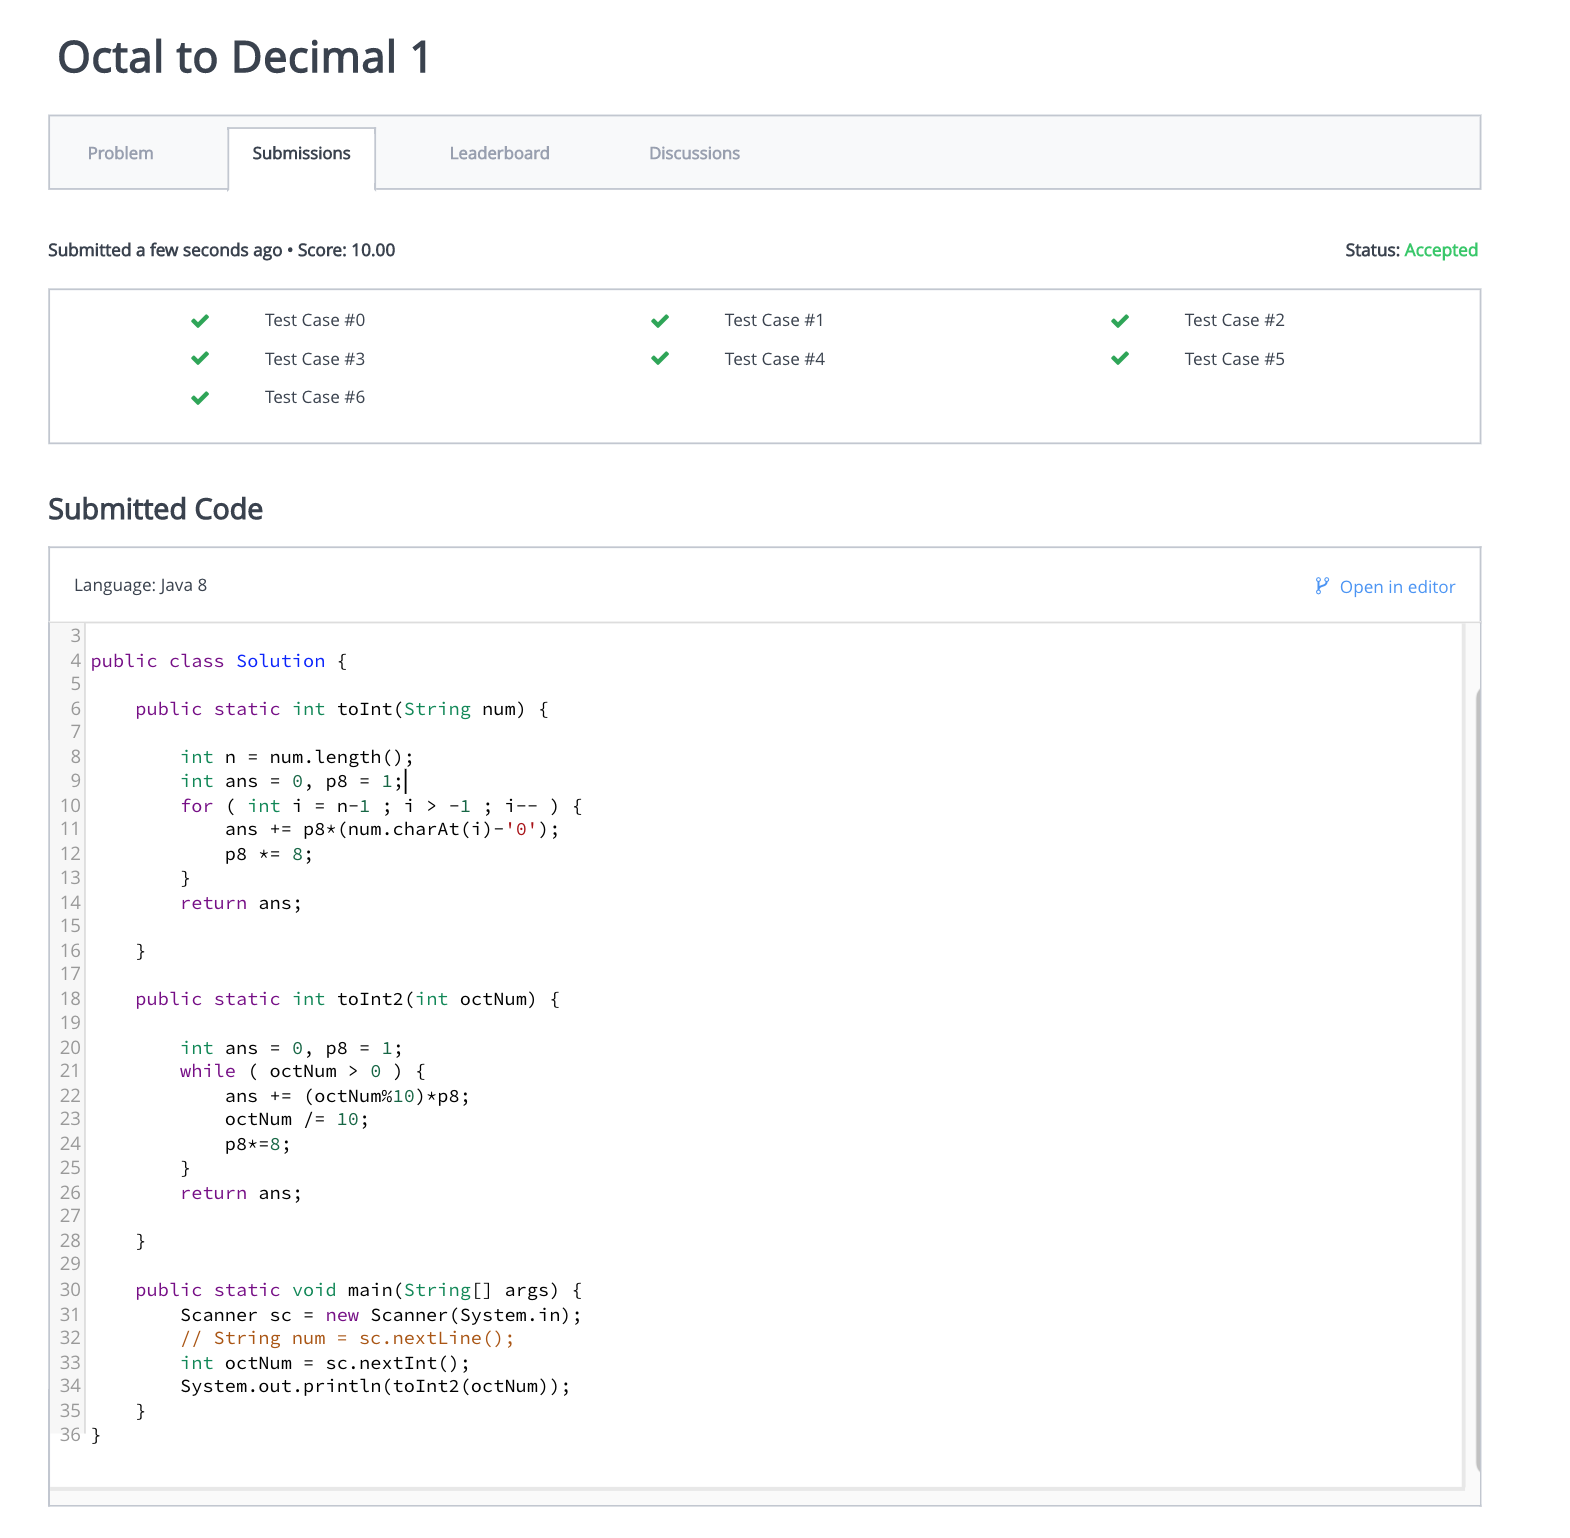 Octal to Decimal 1
Problem Submissions Leaderboard Discussions
Submitted a few seconds ago • Score: 10.00 Status: Accepted
Test Case #0 Test Case #1 Test Case #2
Test Case #3 Test Case #4 Test Case #5
Test Case #6
Submitted Code
Language: Java 8 Open in editor
3
4 public class Solution {
5
6     public static int toInt(String num) {
7
8         int n = num.length();
9         int ans = 0, p8 = 1;
10         for ( int i = n-1 ; i > -1 ; i-- ) {
11             ans += p8*(num.charAt(i)-'0');
12             p8 *= 8;
13         }
14         return ans;
15
16     }
17
18     public static int toInt2(int octNum) {
19
20         int ans = 0, p8 = 1;
21         while ( octNum > 0 ) {
22             ans += (octNum%10)*p8;
23             octNum /= 10;
24             p8*=8;
25         }
26         return ans;
27
28     }
29
30     public static void main(String[] args) {
31         Scanner sc = new Scanner(System.in);
32         // String num = sc.nextLine();
33         int octNum = sc.nextInt();
34         System.out.println(toInt2(octNum));
35     }
36 }